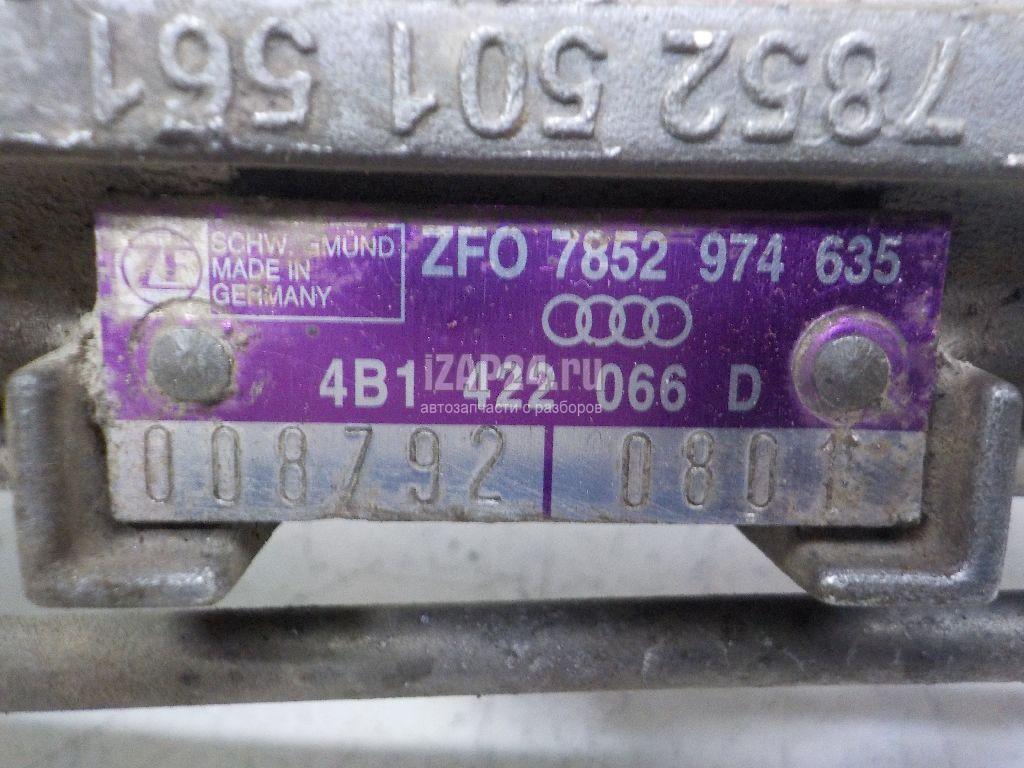 7852 501 561
ZF
SCHW. GMÜND
MADE IN
GERMANY
ZFO 7852 974 635
4B1 422 066 D
iZAP24.ru
автозапчасти с разборов
008792 0801